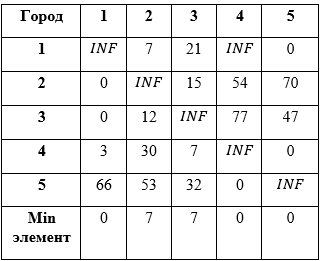 Город 1 2 3 4 5
1 INF 7 21 INF 0
2 0 INF 15 54 70
3 0 12 INF 77 47
4 3 30 7 INF 0
5 66 53 32 0 INF
Min
элемент 0 7 7 0 0